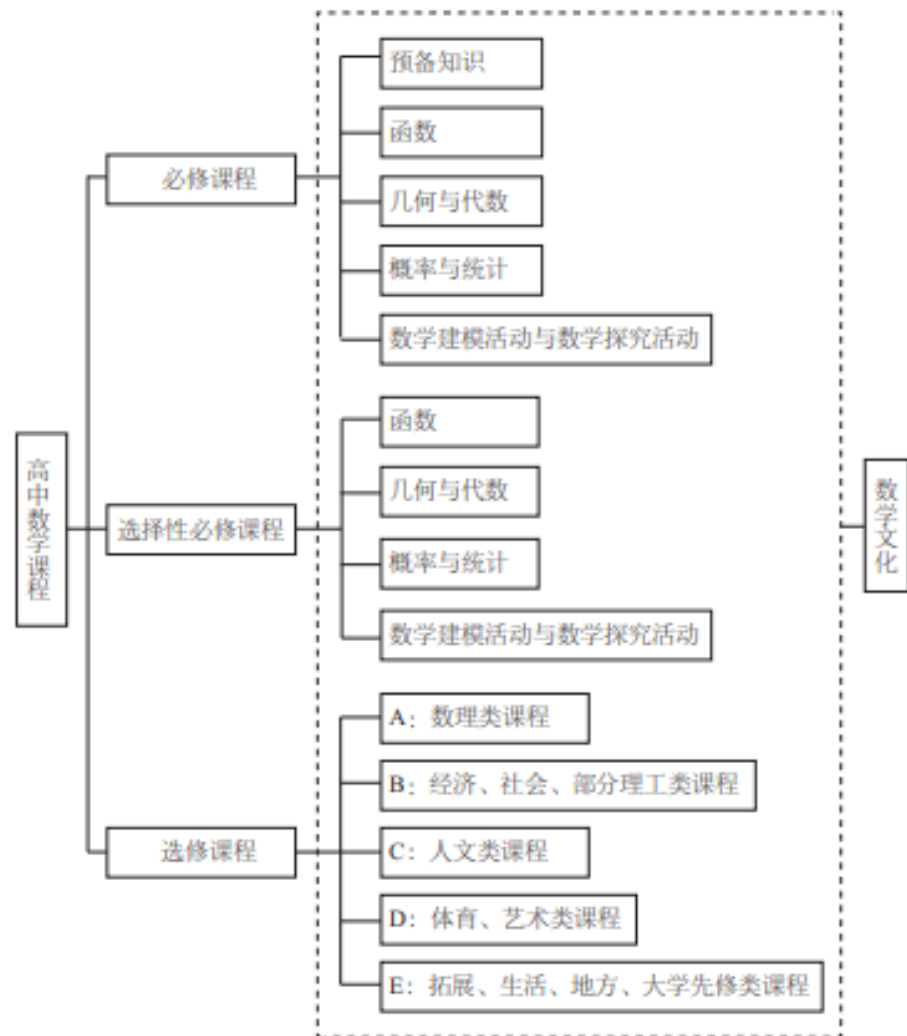 高中数学课程
必修课程
预备知识
函数
几何与代数
概率与统计
数学建模活动与数学探究活动
选择性必修课程
函数
几何与代数
概率与统计
数学建模活动与数学探究活动
选修课程
A：数理类课程
B：经济、社会、部分理工类课程
C：人文类课程
D：体育、艺术类课程
E：拓展、生活、地方、大学先修类课程
数学文化